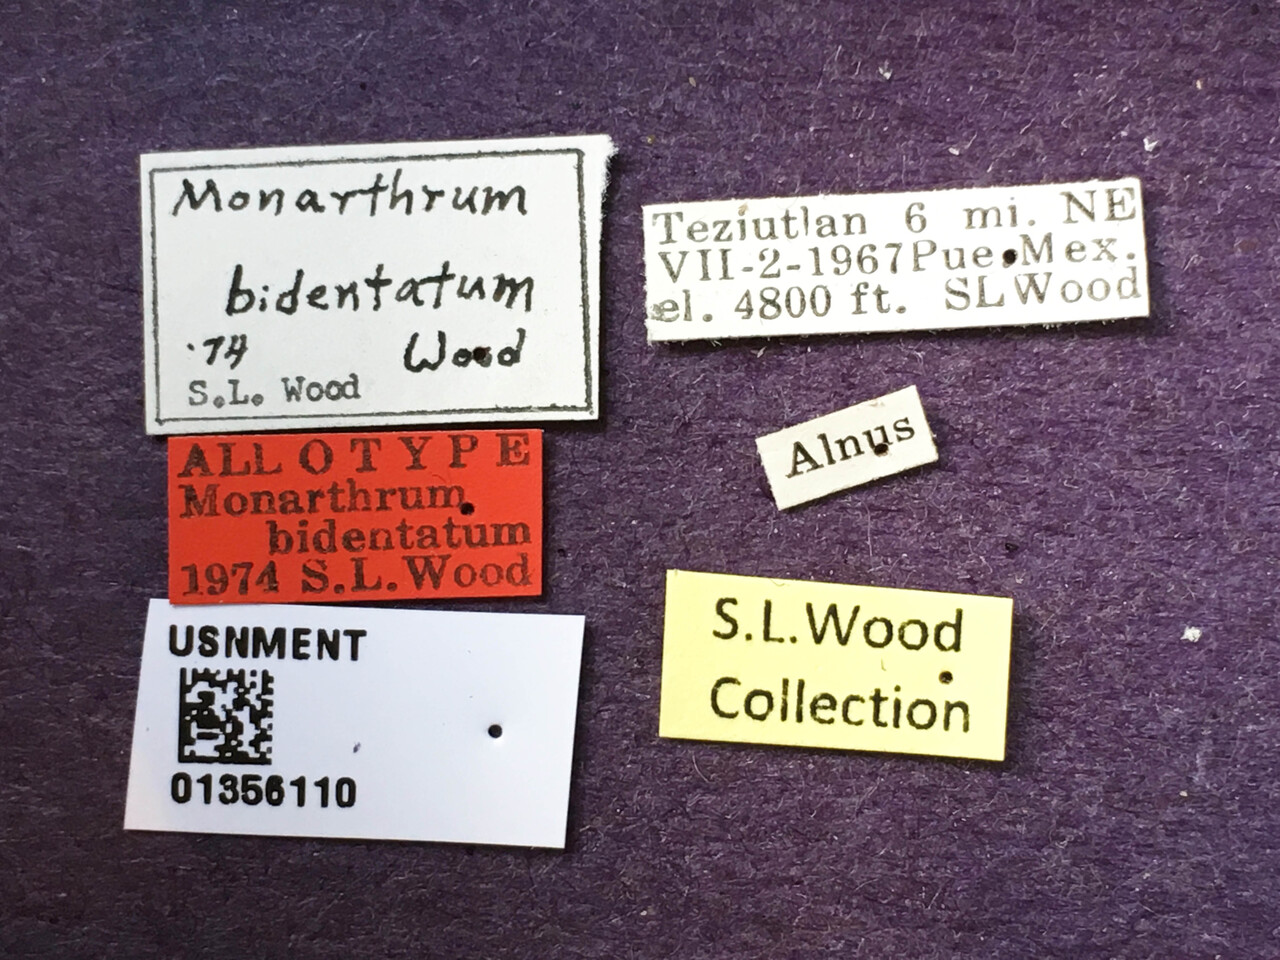 Monarthrum
bidentatum
'74 Wood
S.L. Wood
ALLOTYPE
Monarthrum
bidentatum
1974 S.L.Wood
USNMENT
01356110
Teziutlan 6 mi. NE
VII-2-1967Pue.Mex.
el. 4800 ft. SLWood
Alnus
S.L.Wood
Collection